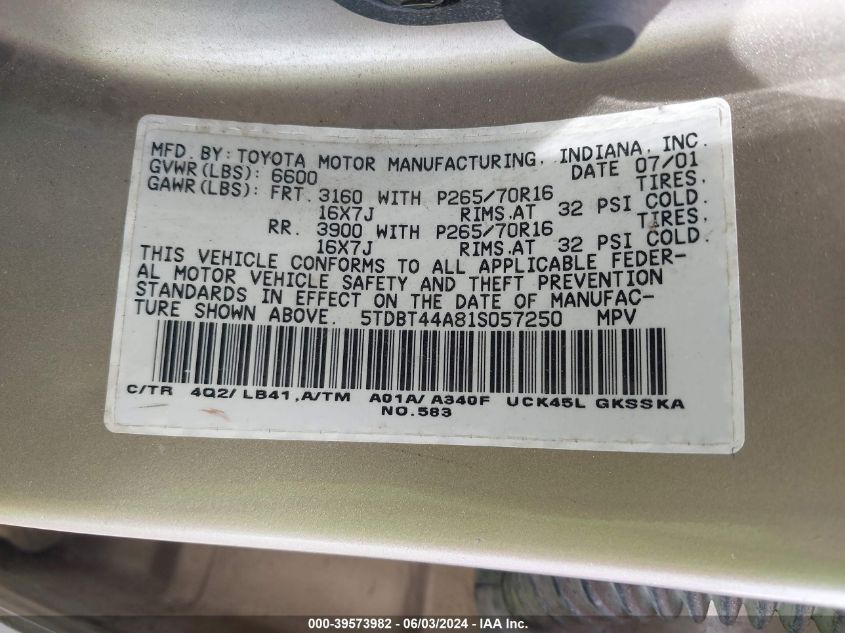 MFD. BY: TOYOTA MOTOR MANUFACTURING, INDIANA, INC.
GVWR(LBS): 6600 DATE 07/01
GAWR(LBS): FRT. 3160 WITH P265/70R16 TIRES,
16X7J RIMS,AT 32 PSI COLD.
RR. 3900 WITH P265/70R16 TIRES,
16X7J RIMS,AT 32 PSI COLD.
THIS VEHICLE CONFORMS TO ALL APPLICABLE FEDER-
AL MOTOR VEHICLE SAFETY AND THEFT PREVENTION
STANDARDS IN EFFECT ON THE DATE OF MANUFAC-
TURE SHOWN ABOVE. 5TDBT44A81S057250 MPV
C/TR 4Q2/ LB41,A/TM A01A/ A340F UCK45L GKSSKA
NO.583
000-39573982 - 06/03/2024 - IAA Inc.